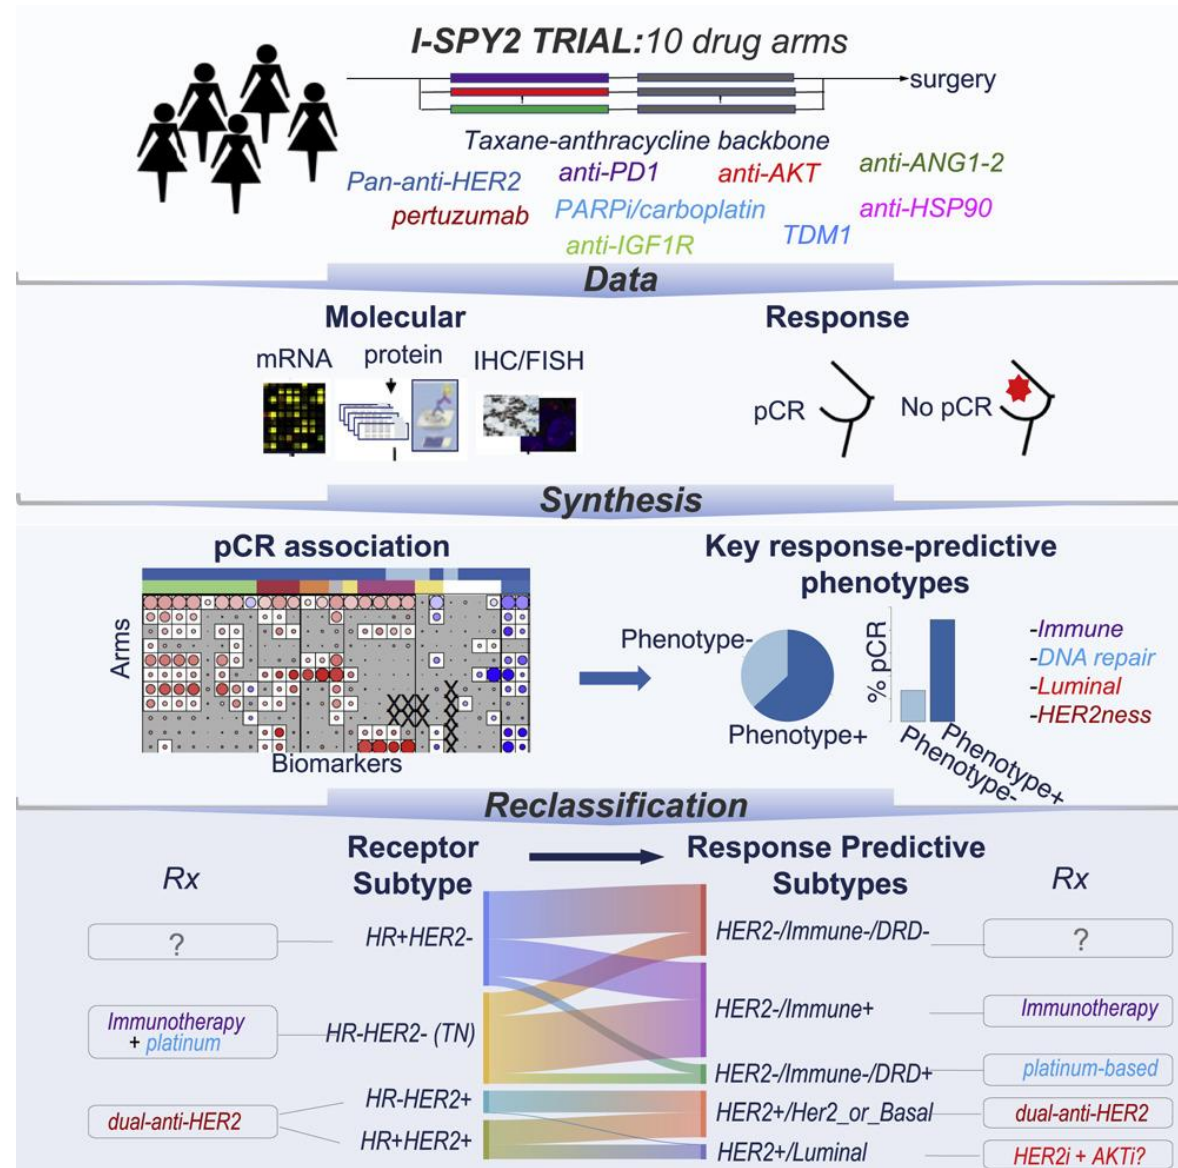 I-SPY2 TRIAL: 10 drug arms
surgery
Taxane-anthracycline backbone
Pan-anti-HER2
anti-PD1
anti-AKT
anti-ANG1-2
pertuzumab
PARPi/carboplatin
anti-HSP90
anti-IGF1R
TDM1
Data
Molecular
mRNA
protein
IHC/FISH
Response
pCR
No pCR
Synthesis
pCR association
Arms
Biomarkers
Key response-predictive
phenotypes
Phenotype-
Phenotype+
% pCR
Phenotype-
Phenotype+
-Immune
-DNA repair
-Luminal
-HER2ness
Reclassification
Rx
Receptor
Subtype
Response Predictive
Subtypes
Rx
?
HR+HER2-
HER2-/Immune-/DRD-
?
Immunotherapy
+ platinum
HR-HER2- (TN)
HER2-/Immune+
Immunotherapy
HER2-/Immune-/DRD+
platinum-based
dual-anti-HER2
HR-HER2+
HR+HER2+
HER2+/Her2_or_Basal
dual-anti-HER2
HER2+/Luminal
HER2i + AKTi?